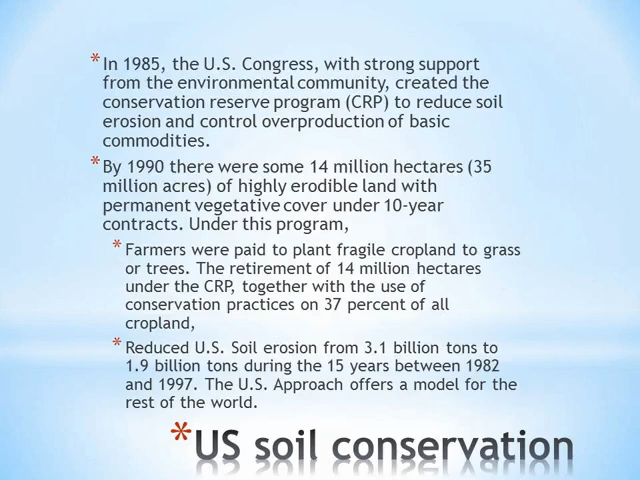 * In 1985, the U.S. Congress, with strong support
from the environmental community, created the
conservation reserve program (CRP) to reduce soil
erosion and control overproduction of basic
commodities.
* By 1990 there were some 14 million hectares (35
million acres) of highly erodible land with
permanent vegetative cover under 10-year
contracts. Under this program,
* Farmers were paid to plant fragile cropland to grass
or trees. The retirement of 14 million hectares
under the CRP, together with the use of
conservation practices on 37 percent of all
cropland,
* Reduced U.S. Soil erosion from 3.1 billion tons to
1.9 billion tons during the 15 years between 1982
and 1997. The U.S. Approach offers a model for the
rest of the world.
* US soil conservation